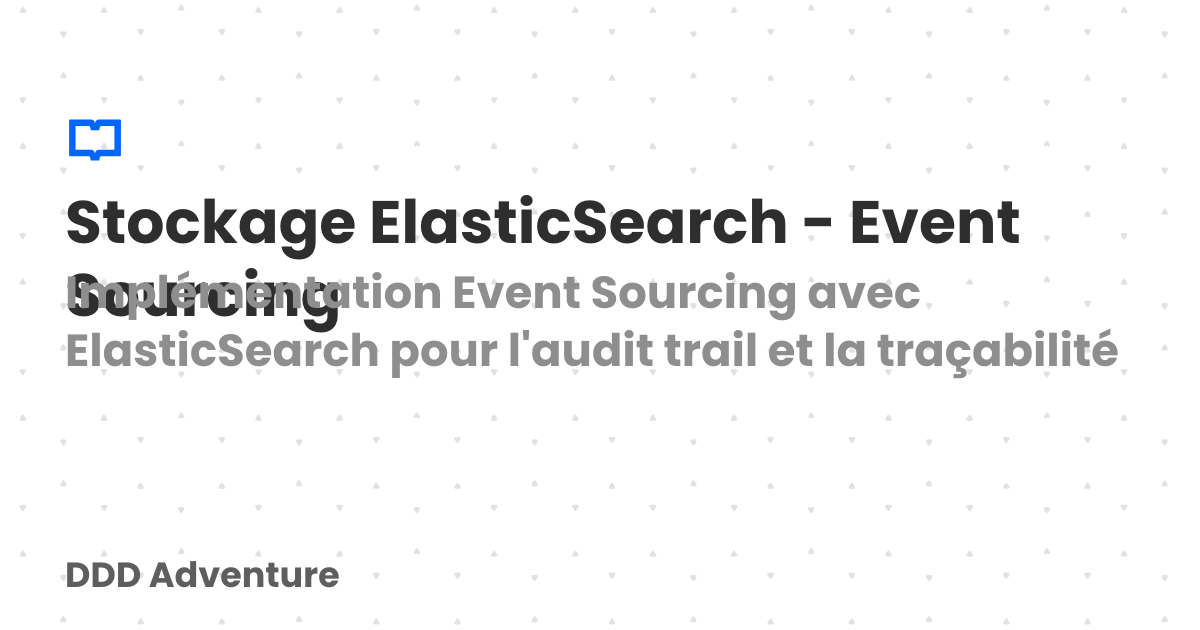 Stockage ElasticSearch - Event
Sourcing
Implémentation Event Sourcing avec
ElasticSearch pour l'audit trail et la traçabilité
DDD Adventure